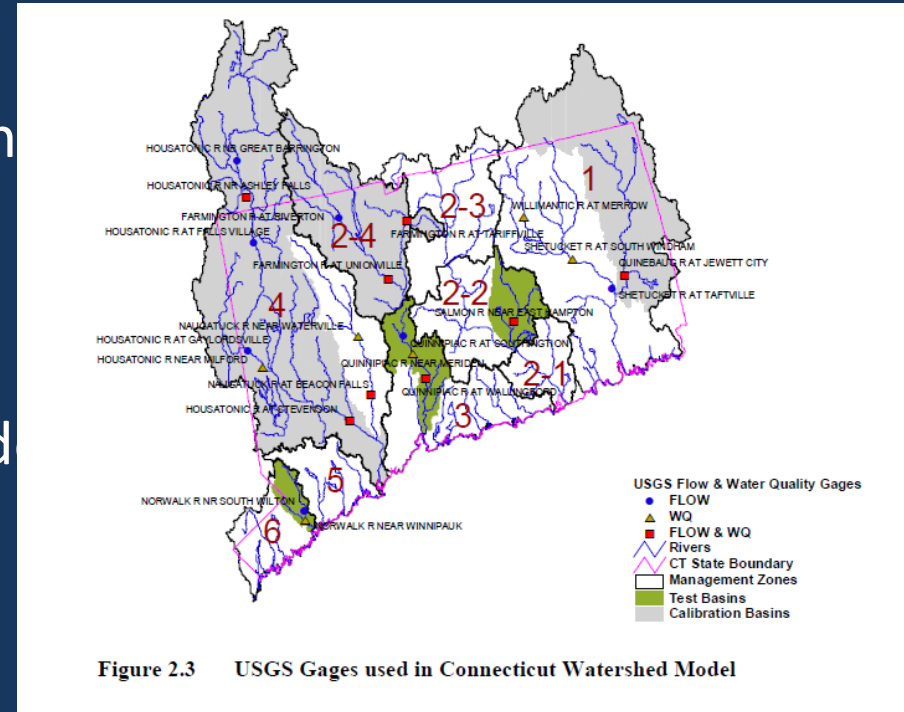 n
d
HOUSATONIC R NR GREAT BARRINGTON
HOUSATONIC R NR ASHLEY FALLS
FARMINGTON R AT RIVERTON
HOUSATONIC R AT FALLS VILLAGE
1
2-3
WILLIMANTIC R AT MERROW
2-4
FARMINGTON R AT TARIFFVILLE
SHETUCKET R AT SOUTH WINDHAM
FARMINGTON R AT UNIONVILLE
QUINEBAUG R AT JEWETT CITY
SHETUCKET R AT TAFTVILLE
4
2-2
SALMON R NEAR EAST HAMPTON
NAUGATUCK R NEAR WATERVILLE
HOUSATONIC R AT GAYLORDSVILLE
QUINNIPIAC R AT SOUTHINGTON
HOUSATONIC R NEAR MILFORD
QUINNIPIAC R NEAR MERIDEN
2-1
NAUGATUCK R AT BEACON FALLS
QUINNIPIAC R AT WALLINGFORD
HOUSATONIC R AT STEVENSON
3
5
NORWALK R NR SOUTH WILTON
6
NORWALK R NEAR WINNIPAUK
USGS Flow & Water Quality Gages
FLOW
WQ
FLOW & WQ
Rivers
CT State Boundary
Management Zones
Test Basins
Calibration Basins
Figure 2.3 USGS Gages used in Connecticut Watershed Model